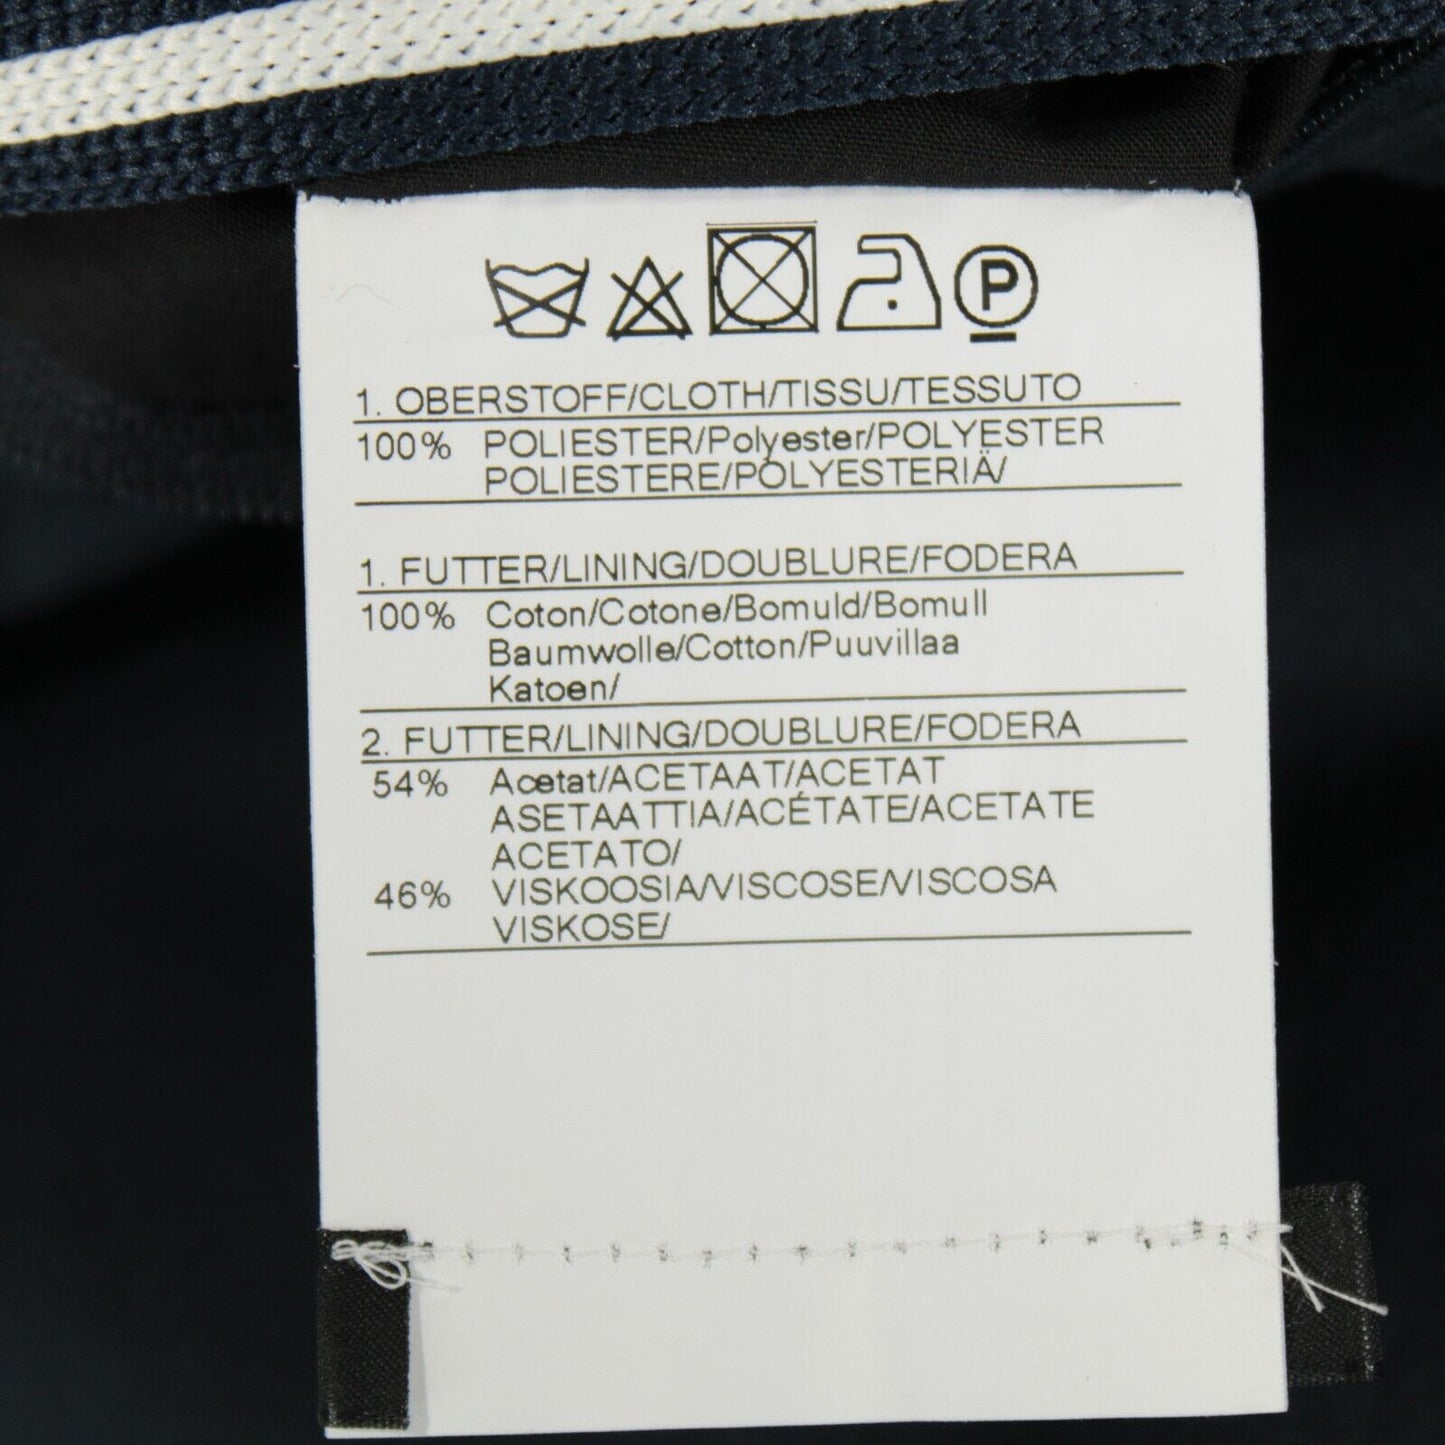 P
1. OBERSTOFF/CLOTH/TISSU/TESSUTO
100% POLIESTER/Polyester/POLYESTER
POLIESTERE/POLYESTERIÄ/
1. FUTTER/LINING/DOUBLURE/FODERA
100% Coton/Cotone/Bomuld/Bomull
Baumwolle/Cotton/Puuvillaa
Katoen/
2. FUTTER/LINING/DOUBLURE/FODERA
54% Acetat/ACETAAT/ACETAT
ASETAATTIA/ACÉTATE/ACETATE
ACETATO/
46% VISKOOSIA/VISCOSE/VISCOSA
VISKOSE/